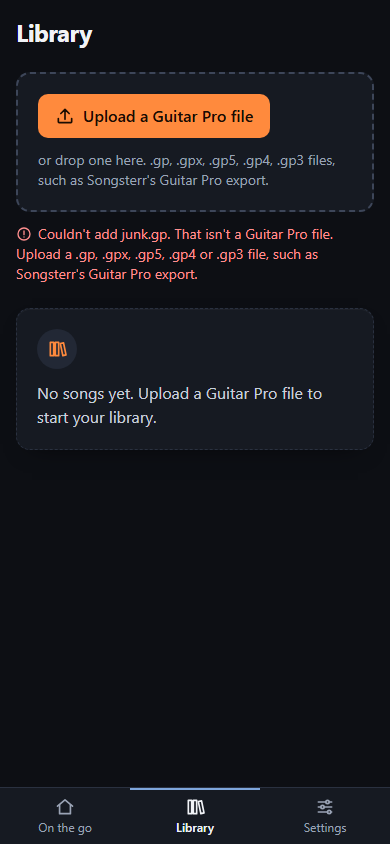 Library
Upload a Guitar Pro file
or drop one here. .gp, .gpx, .gp5, .gp4, .gp3 files,
such as Songsterr's Guitar Pro export.
Couldn't add junk.gp. That isn't a Guitar Pro file.
Upload a .gp, .gpx, .gp5, .gp4 or .gp3 file, such as
Songsterr's Guitar Pro export.
No songs yet. Upload a Guitar Pro file to
start your library.
On the go
Library
Settings